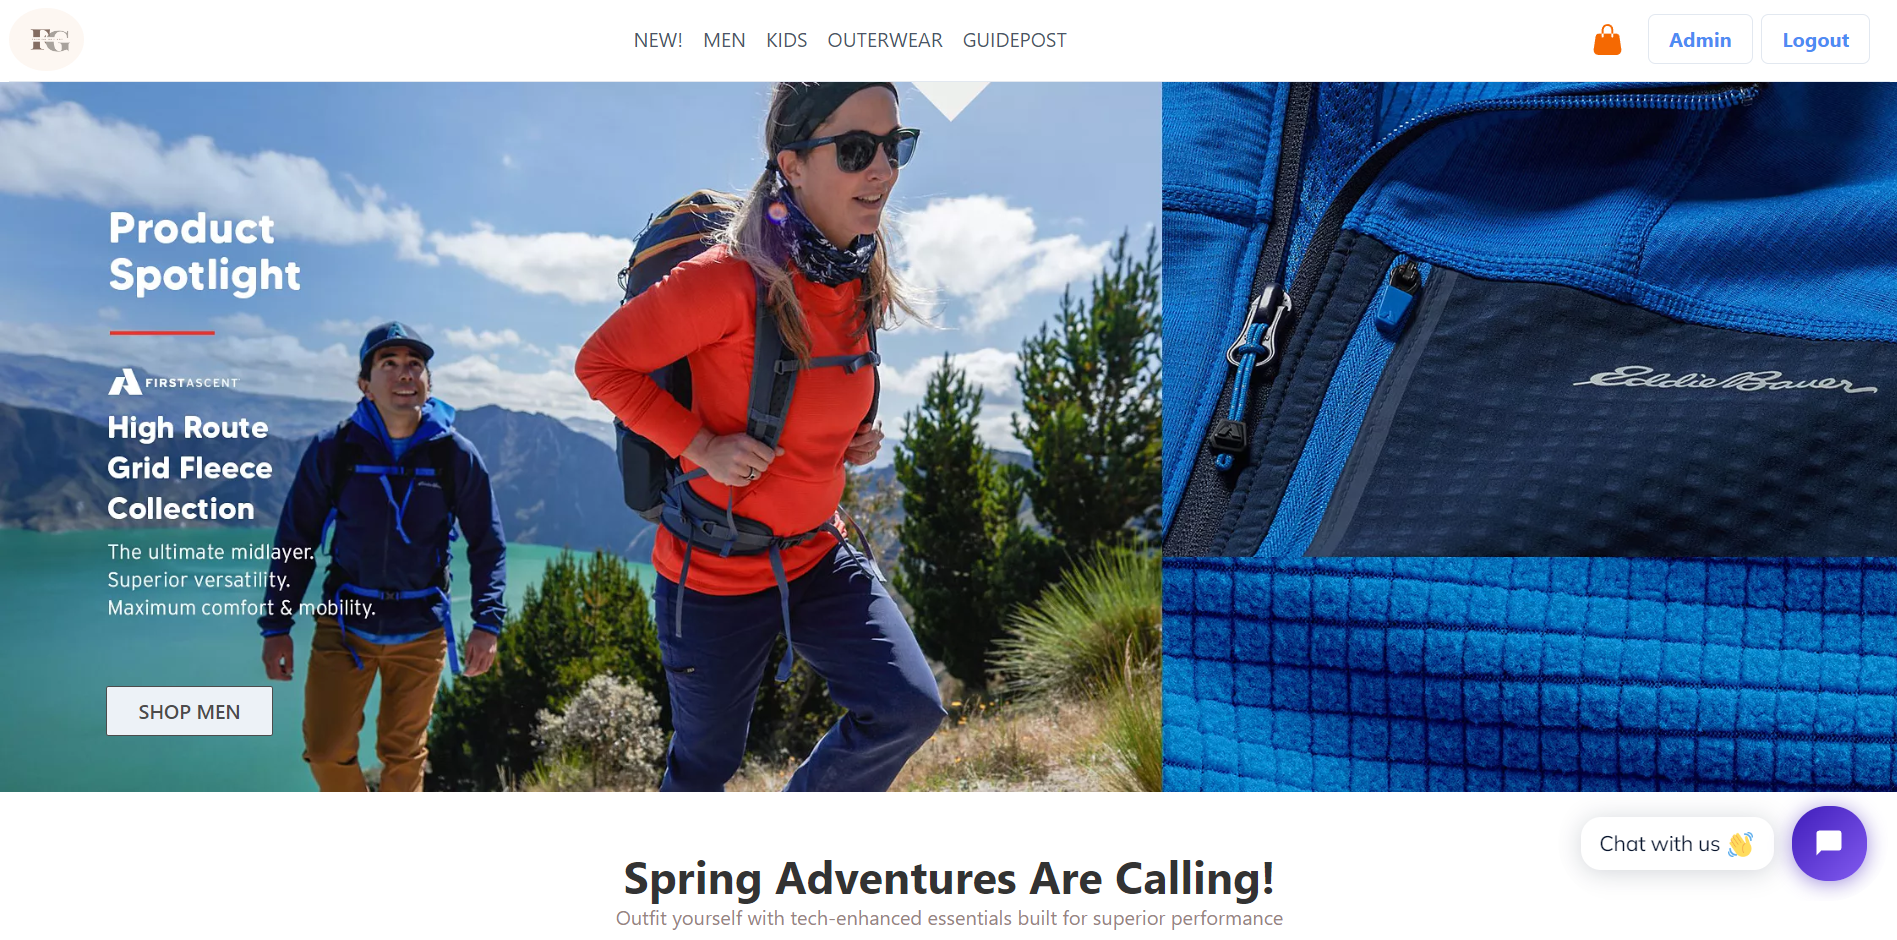 FG
NEW! MEN KIDS OUTERWEAR GUIDEPOST
Admin Logout
Product
Spotlight
FIRSTASCENT
High Route
Grid Fleece
Collection
The ultimate midlayer.
Superior versatility.
Maximum comfort & mobility.
SHOP MEN
Eddie Bauer
Chat with us 👋
Spring Adventures Are Calling!
Outfit yourself with tech-enhanced essentials built for superior performance